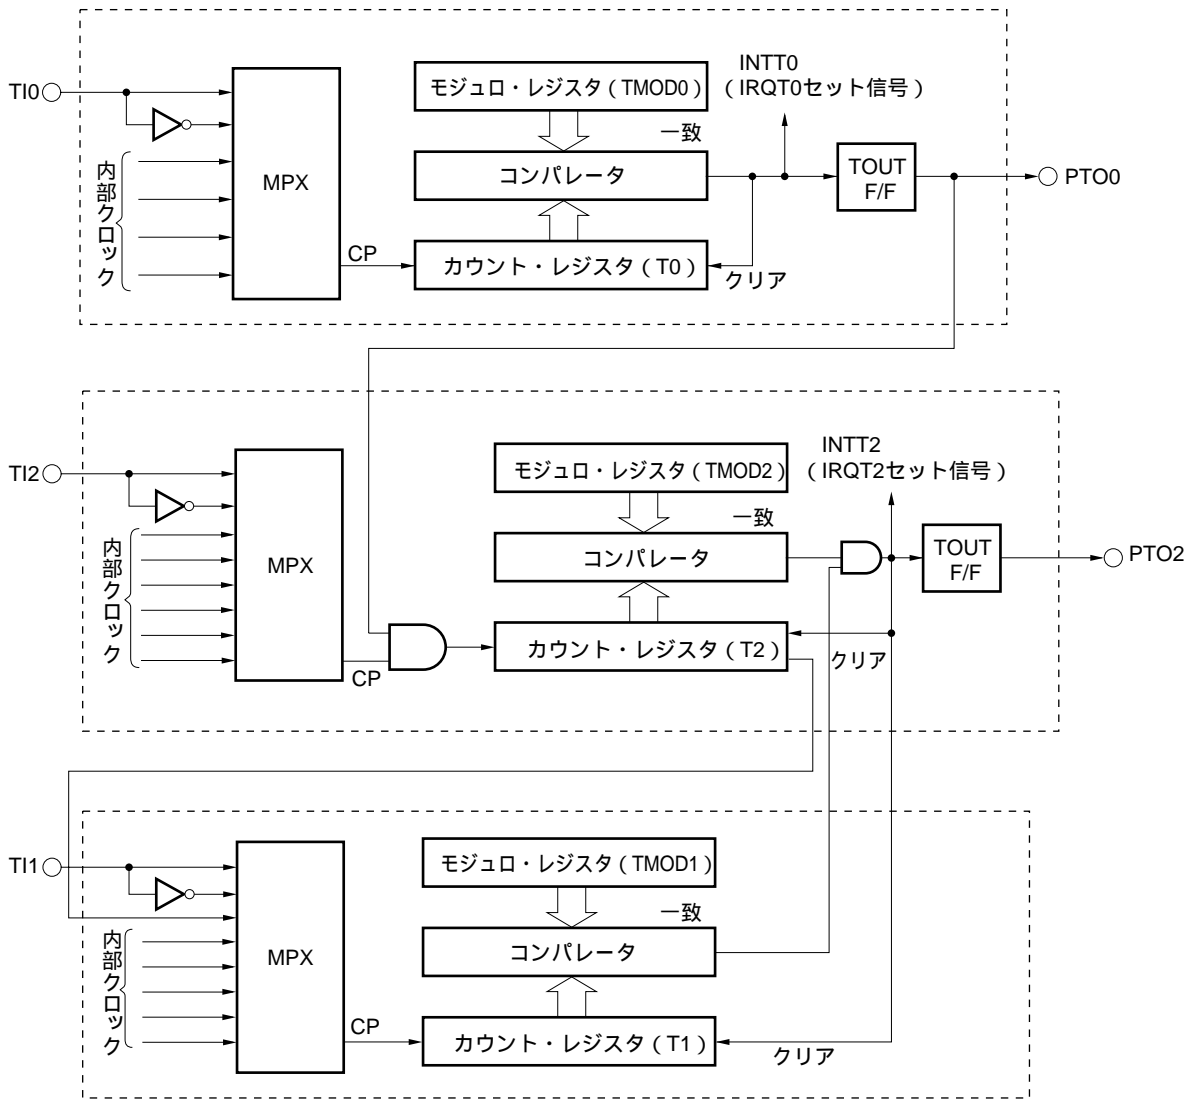 INTT0
モジュロ・レジスタ(TMOD0)
(IRQT0セット信号)
TI0
一致
MPX
コンパレータ
TOUT
F/F
PTO0
内部クロック
CP
カウント・レジスタ(T0)
クリア
INTT2
モジュロ・レジスタ(TMOD2)
(IRQT2セット信号)
TI2
一致
MPX
コンパレータ
TOUT
F/F
PTO2
内部クロック
CP
カウント・レジスタ(T2)
クリア
TI1
モジュロ・レジスタ(TMOD1)
一致
MPX
コンパレータ
内部クロック
CP
カウント・レジスタ(T1)
クリア